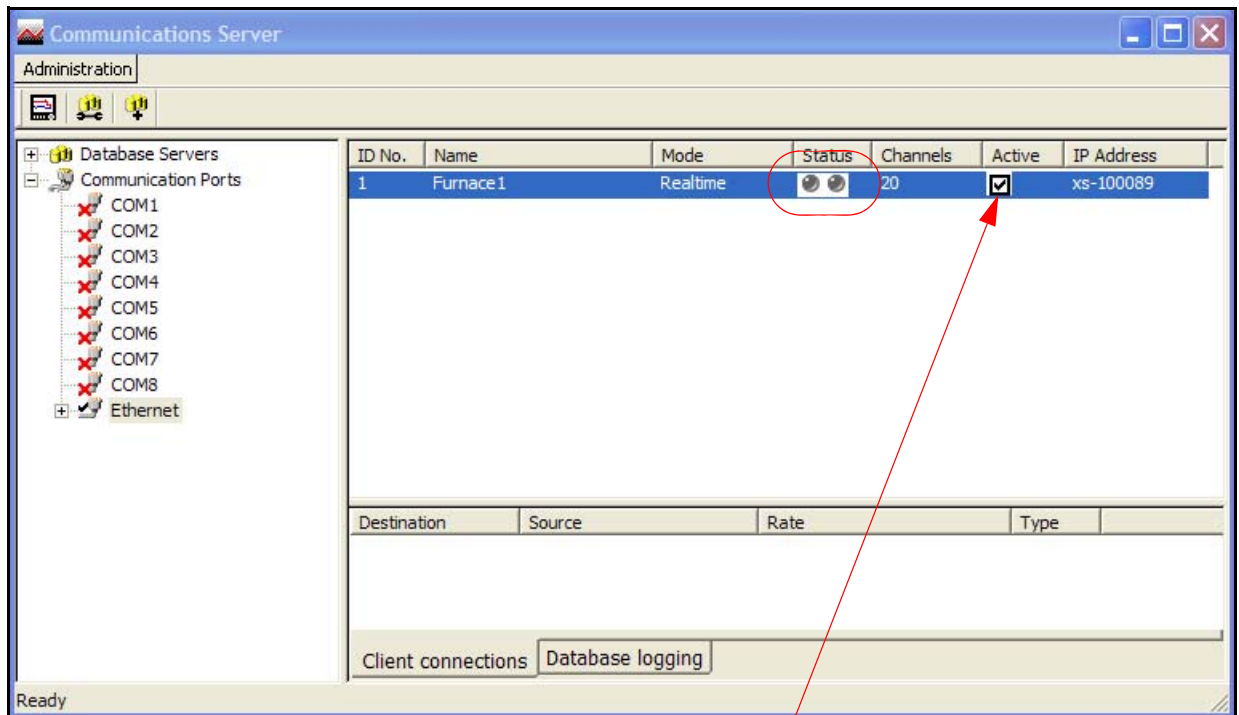 Communications Server
Administration
Database Servers
Communication Ports
COM1
COM2
COM3
COM4
COM5
COM6
COM7
COM8
Ethernet
ID No. Name Mode Status Channels Active IP Address
1 Furnace1 Realtime 20 xs-100089
Destination Source Rate Type
Client connections Database logging
Ready